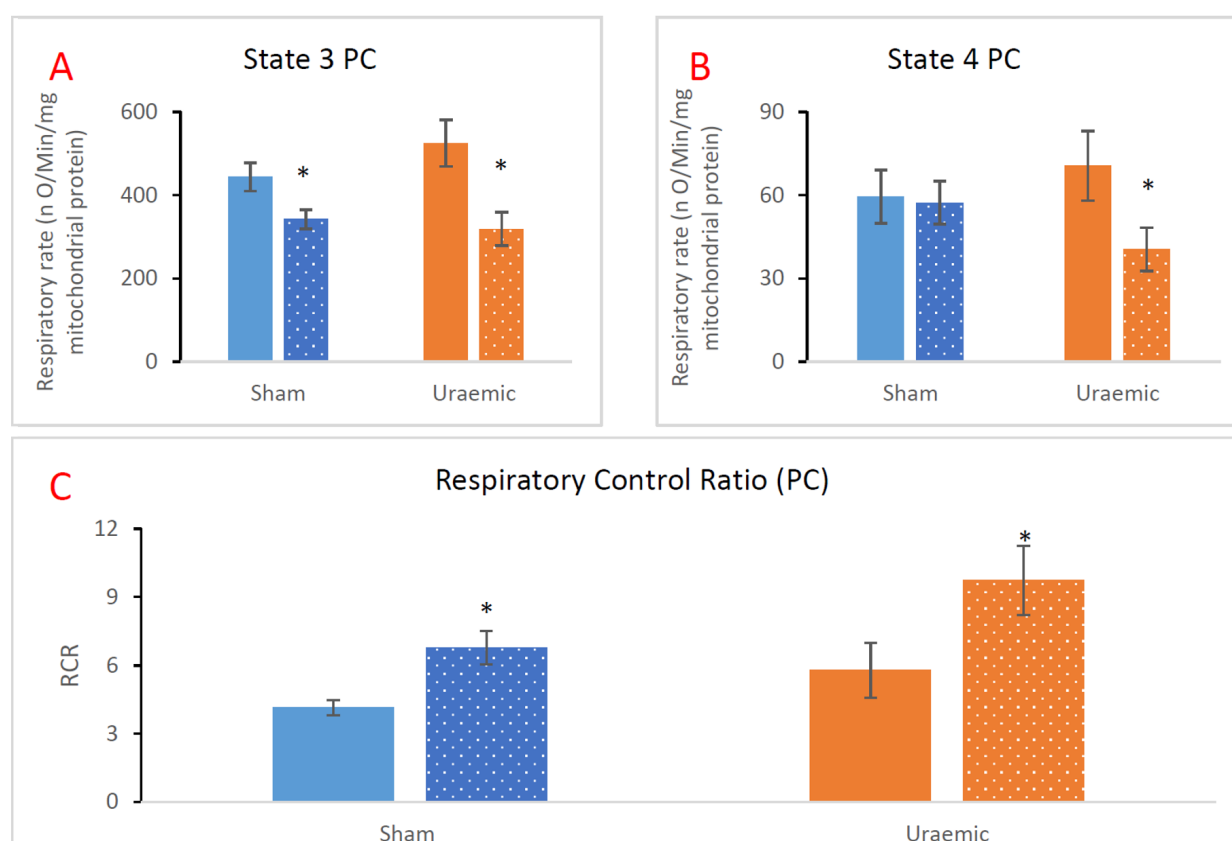 A
State 3 PC
Respiratory rate (n O/Min/mg
mitochondrial protein)
600
400
200
0
*
*
Sham
Uraemic
B
State 4 PC
Respiratory rate (n O/Min/mg
mitochondrial protein)
90
60
30
0
*
Sham
Uraemic
C
Respiratory Control Ratio (PC)
RCR
12
9
6
3
0
*
*
Sham
Uraemic